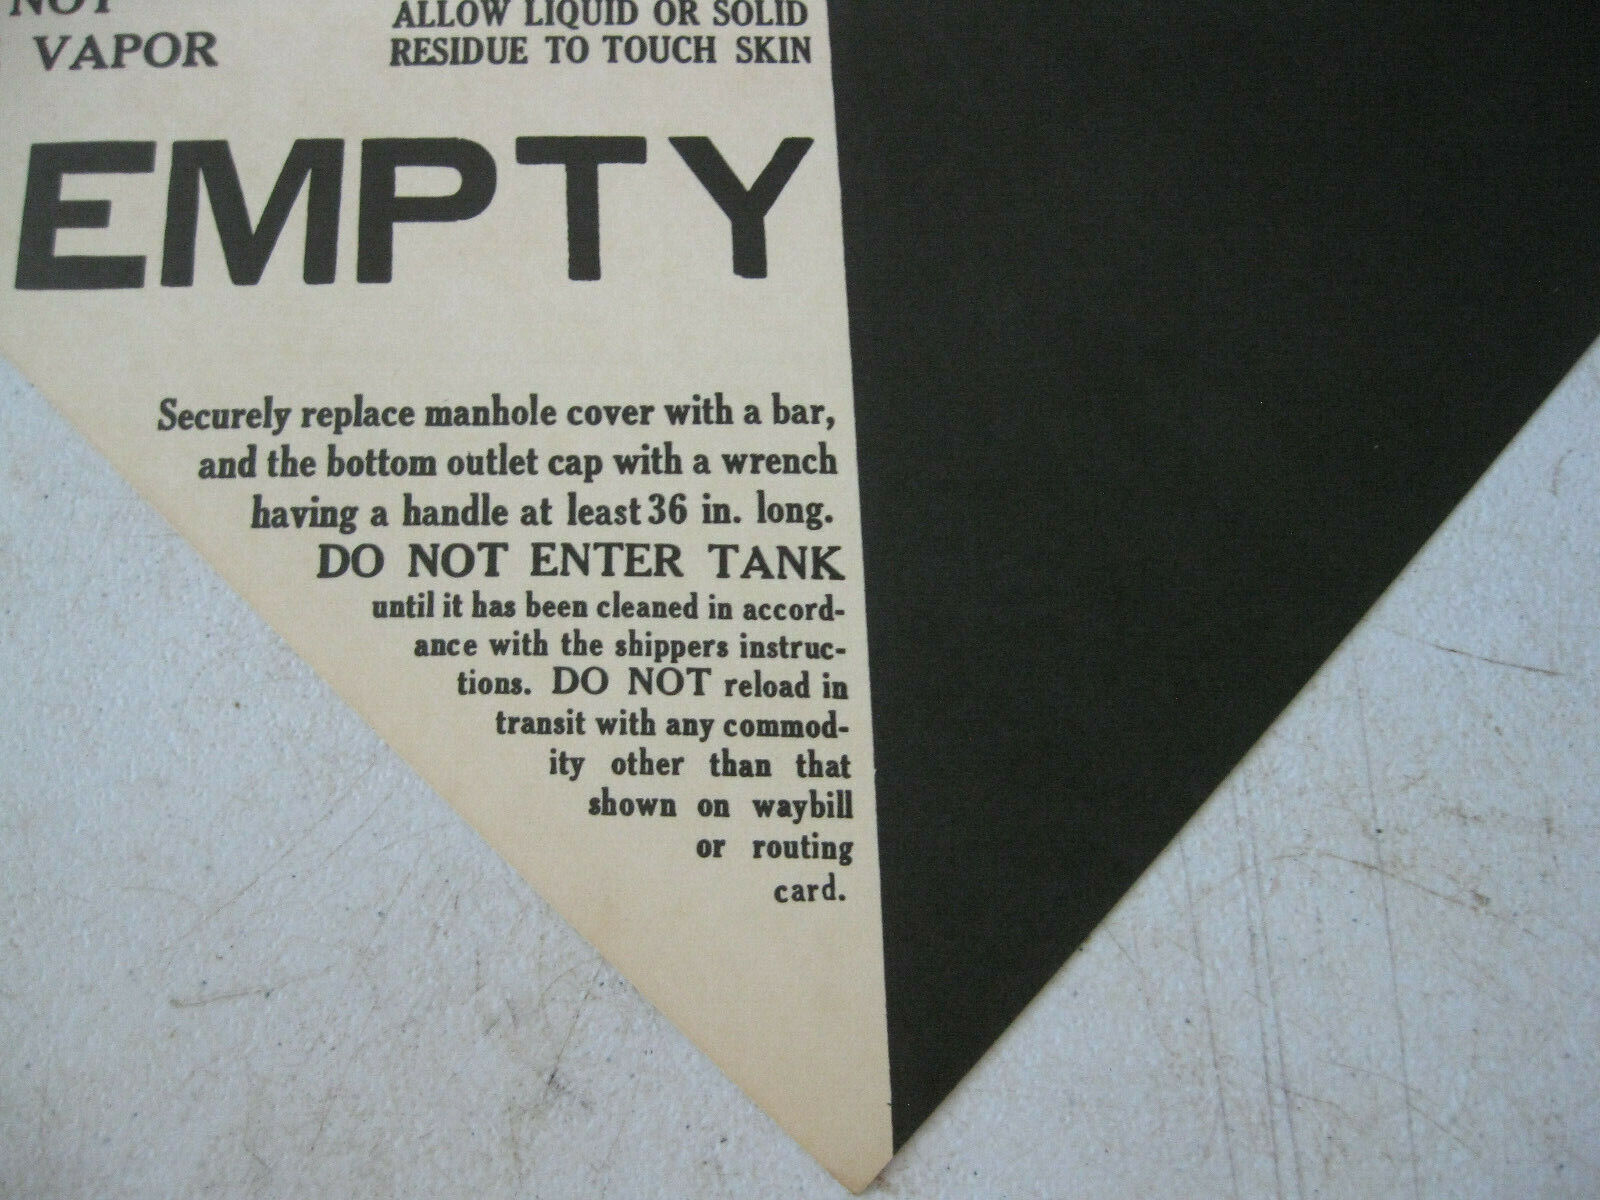 NOT
VAPOR
ALLOW LIQUID OR SOLID
RESIDUE TO TOUCH SKIN
EMPTY
Securely replace manhole cover with a bar,
and the bottom outlet cap with a wrench
having a handle at least 36 in. long.
DO NOT ENTER TANK
until it has been cleaned in accord-
ance with the shippers instruc-
tions. DO NOT reload in
transit with any commod-
ity other than that
shown on waybill
or routing
card.